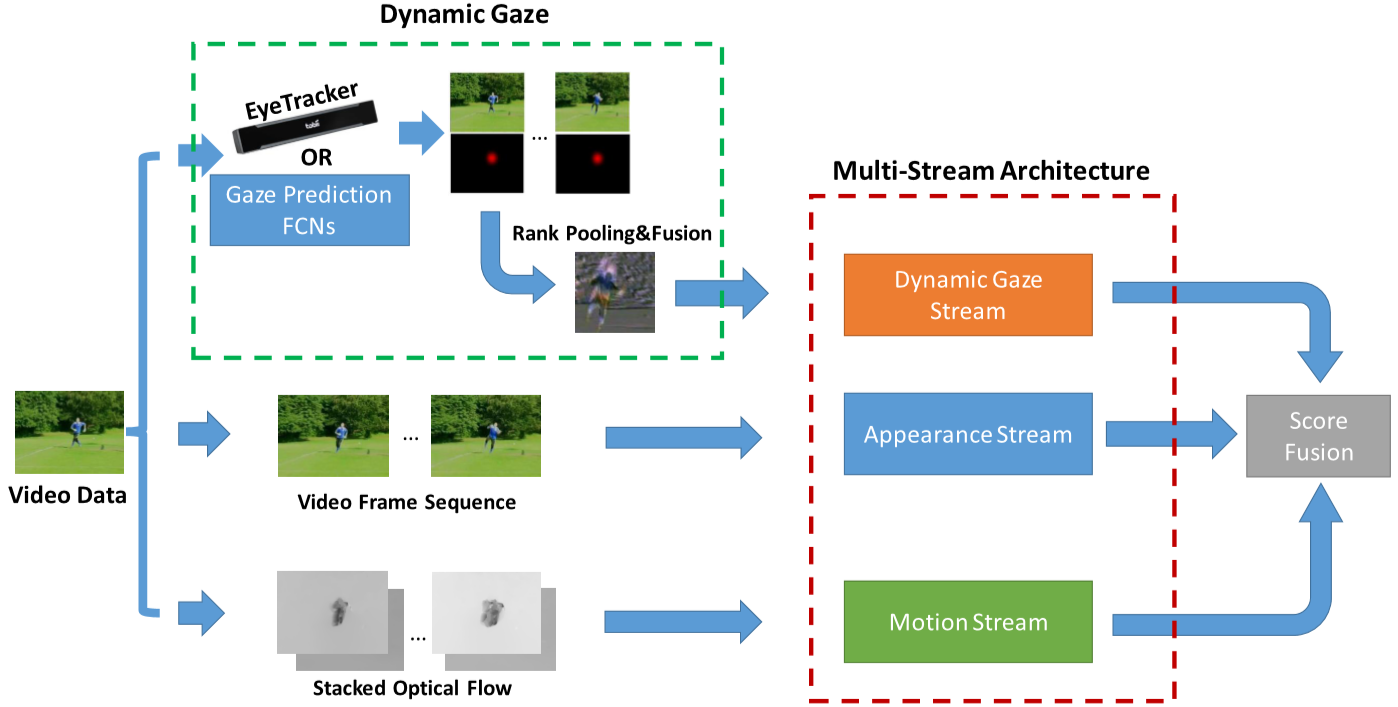 Dynamic Gaze
EyeTracker
tobii
OR
Gaze Prediction
FCNs
...
Rank Pooling&Fusion
Multi-Stream Architecture
Dynamic Gaze
Stream
Video Data
...
Video Frame Sequence
Appearance Stream
Score
Fusion
...
Stacked Optical Flow
Motion Stream